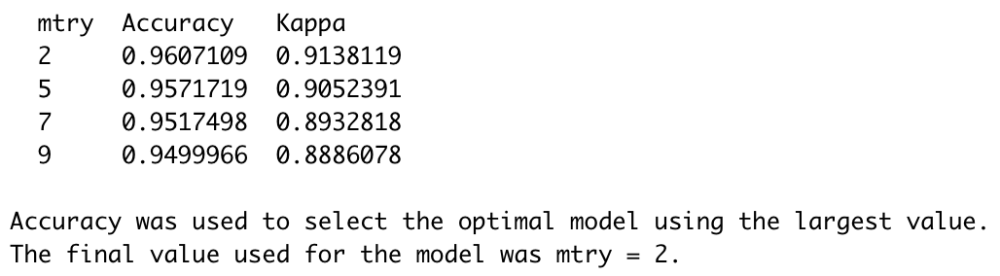 mtry  Accuracy   Kappa
2     0.9607109  0.9138119
5     0.9571719  0.9052391
7     0.9517498  0.8932818
9     0.9499966  0.8886078
Accuracy was used to select the optimal model using the largest value.
The final value used for the model was mtry = 2.